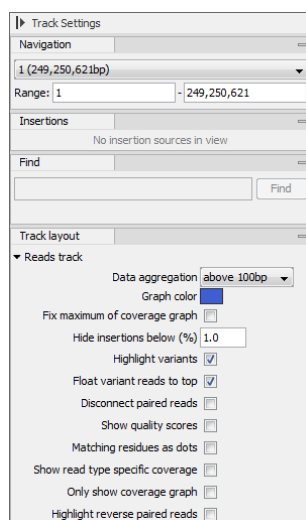 Track Settings
Navigation
1 (249,250,621bp)
Range: 1 - 249,250,621
Insertions
No insertion sources in view
Find
Find
Track layout
Reads track
Data aggregation above 100bp
Graph color
Fix maximum of coverage graph
Hide insertions below (%) 1.0
Highlight variants
Float variant reads to top
Disconnect paired reads
Show quality scores
Matching residues as dots
Show read type specific coverage
Only show coverage graph
Highlight reverse paired reads